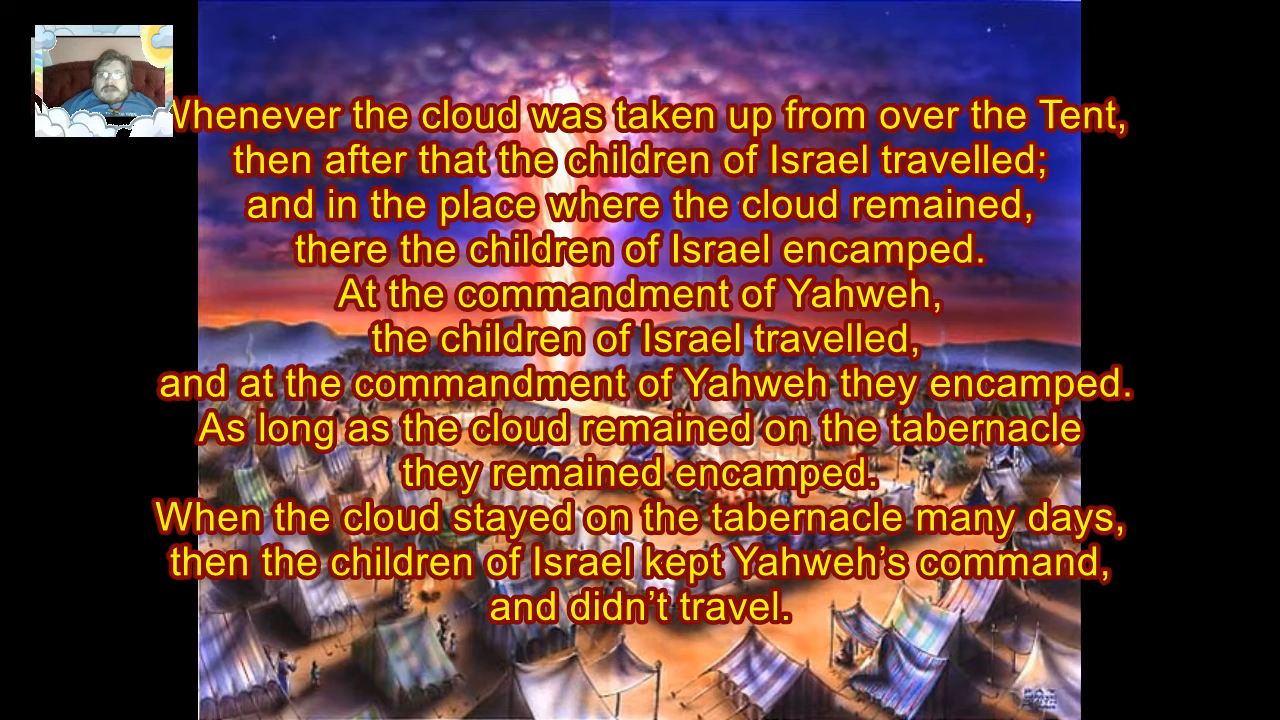 Whenever the cloud was taken up from over the Tent,
then after that the children of Israel travelled;
and in the place where the cloud remained,
there the children of Israel encamped.
At the commandment of Yahweh,
the children of Israel travelled,
and at the commandment of Yahweh they encamped.
As long as the cloud remained on the tabernacle
they remained encamped.
When the cloud stayed on the tabernacle many days,
then the children of Israel kept Yahweh’s command,
and didn’t travel.